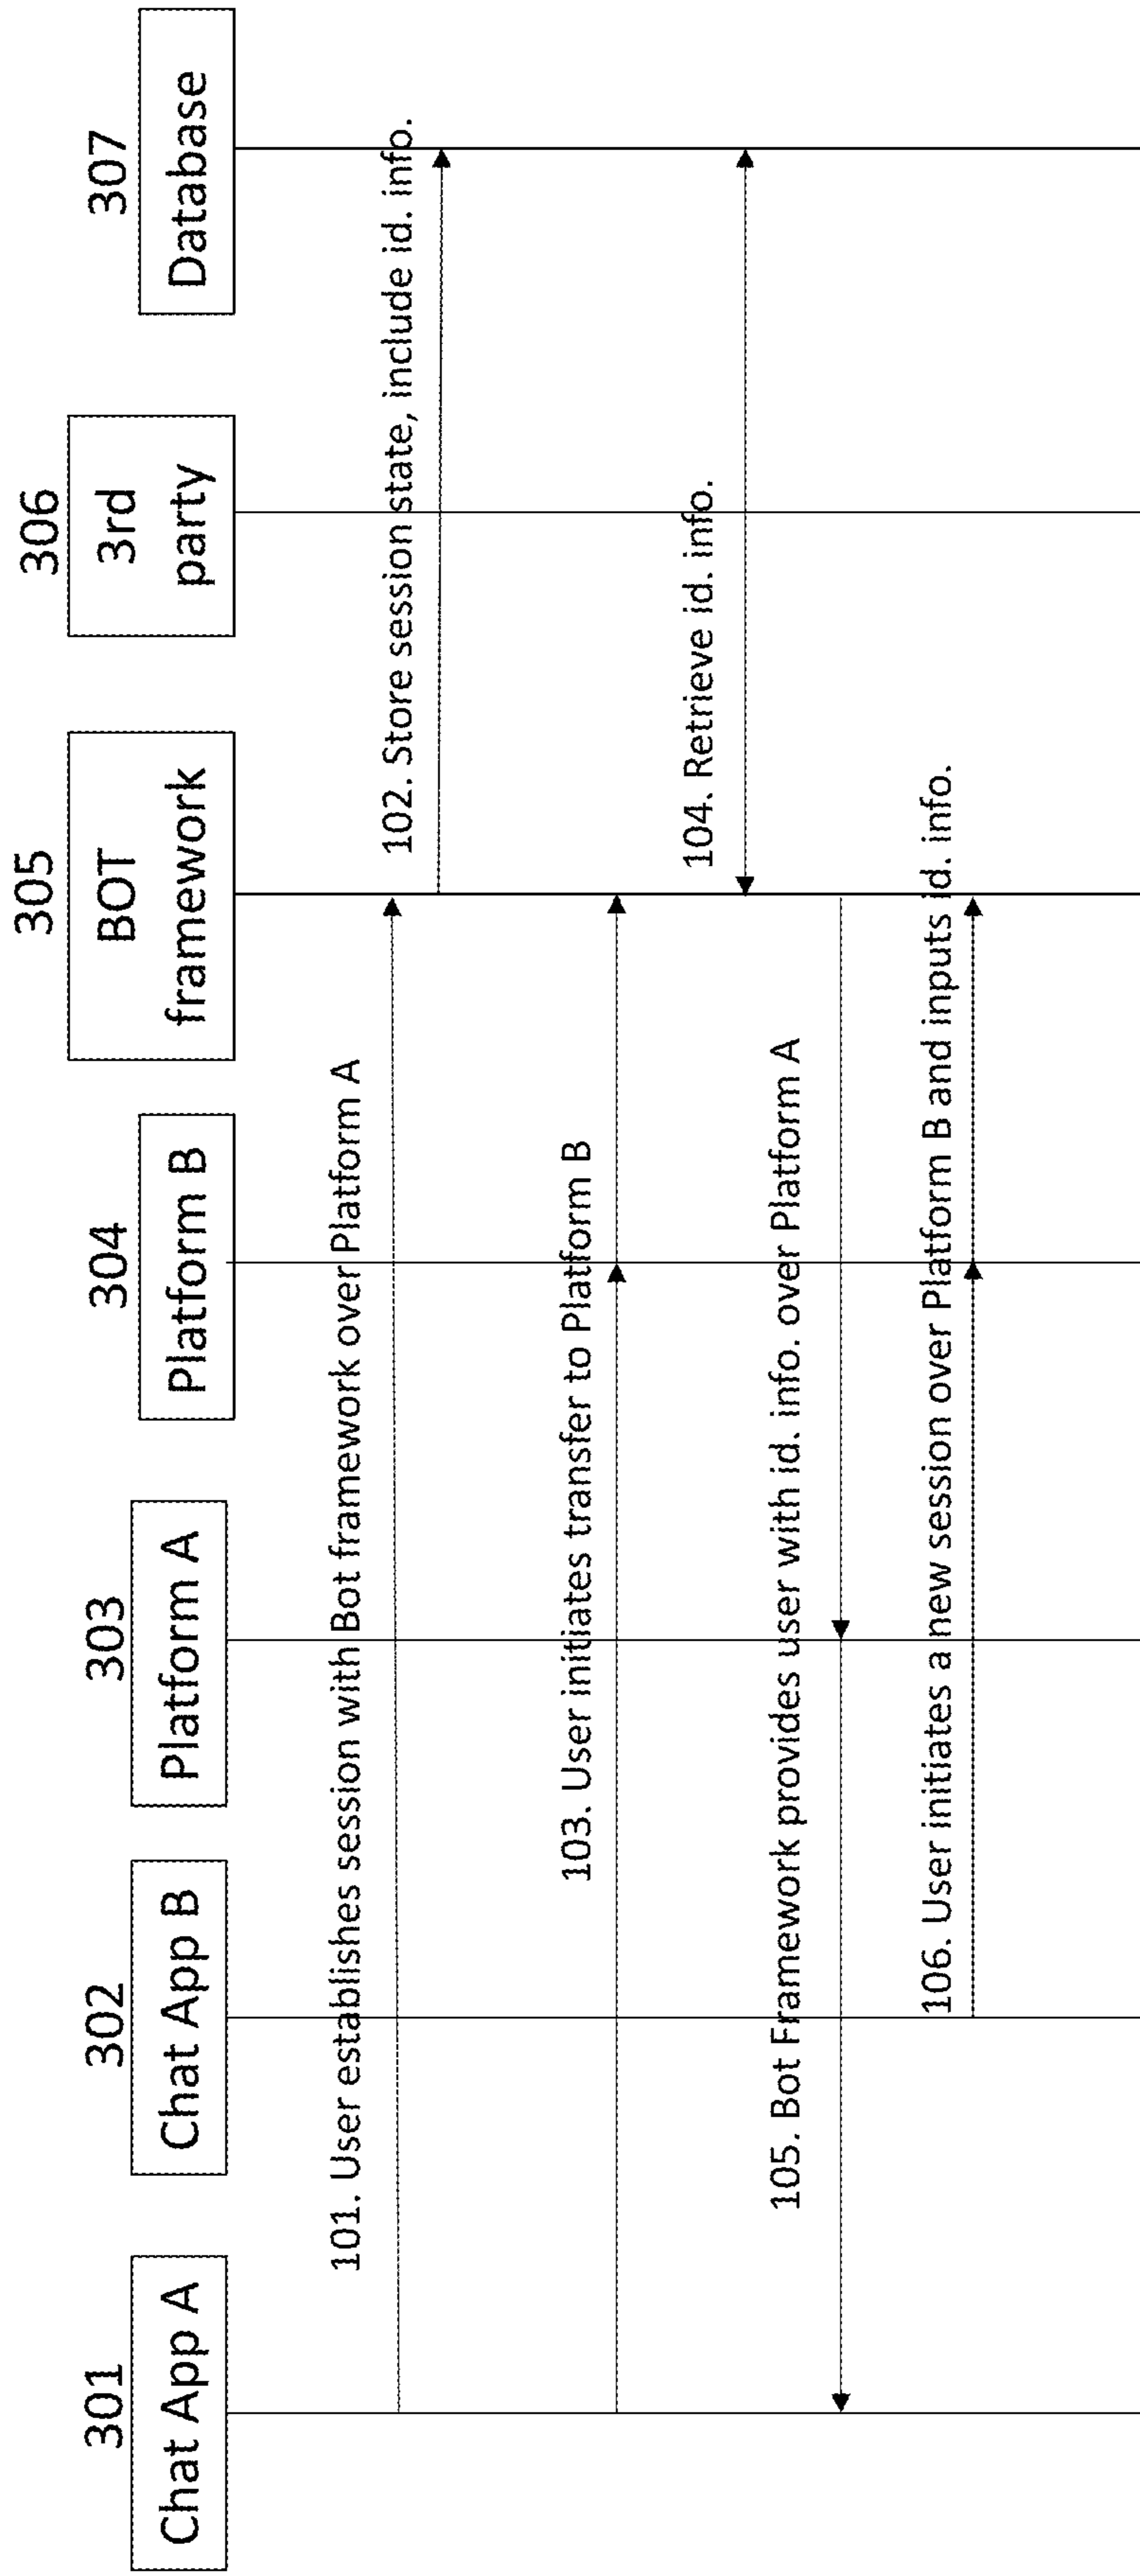 301
Chat App A
302
Chat App B
303
Platform A
304
Platform B
305
BOT
framework
306
3rd
party
307
Database
101. User establishes session with Bot framework over Platform A
102. Store session state, include id. info.
103. User initiates transfer to Platform B
104. Retrieve id. info.
105. Bot Framework provides user with id. info. over Platform A
106. User initiates a new session over Platform B and inputs id. info.